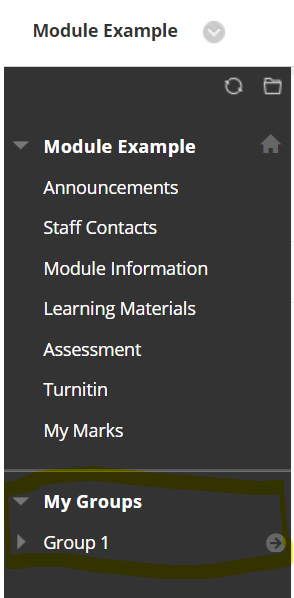 Module Example
Module Example
Announcements
Staff Contacts
Module Information
Learning Materials
Assessment
Turnitin
My Marks
My Groups
Group 1